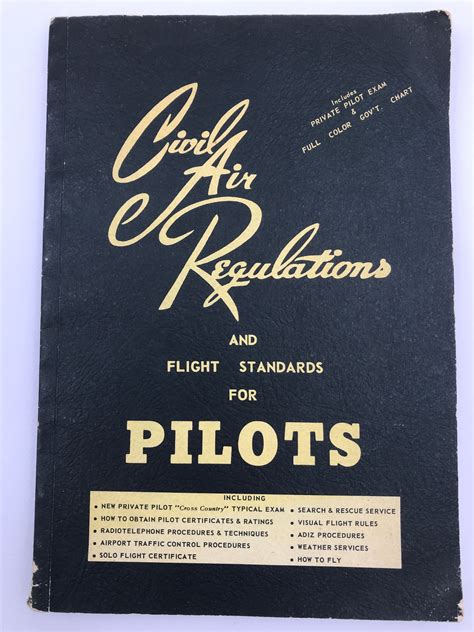 Includes
PRIVATE PILOT EXAM
&
FULL COLOR GOV'T. CHART
Civil
Air
Regulations
AND
FLIGHT STANDARDS
FOR
PILOTS
INCLUDING
• NEW PRIVATE PILOT "Cross Country" TYPICAL EXAM
• HOW TO OBTAIN PILOT CERTIFICATES & RATINGS
• RADIOTELEPHONE PROCEDURES & TECHNIQUES
• AIRPORT TRAFFIC CONTROL PROCEDURES
• SOLO FLIGHT CERTIFICATE
• SEARCH & RESCUE SERVICE
• VISUAL FLIGHT RULES
• ADIZ PROCEDURES
• WEATHER SERVICES
• HOW TO FLY